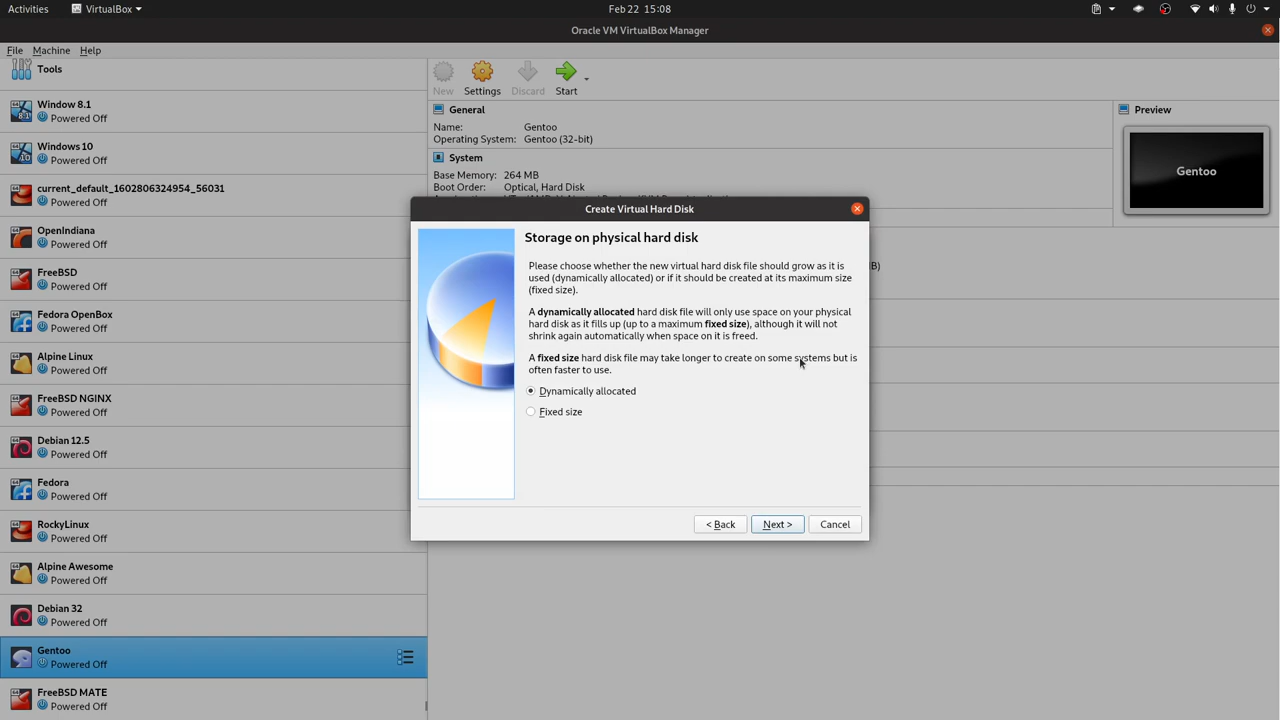 Activities
VirtualBox
Feb 22 15:08
Oracle VM VirtualBox Manager
File Machine Help
Tools
Window 8.1
Powered Off
Windows 10
Powered Off
current_default_1602806324954_56031
Powered Off
OpenIndiana
Powered Off
FreeBSD
Powered Off
Fedora OpenBox
Powered Off
Alpine Linux
Powered Off
FreeBSD NGINX
Powered Off
Debian 12.5
Powered Off
Fedora
Powered Off
RockyLinux
Powered Off
Alpine Awesome
Powered Off
Debian 32
Powered Off
Gentoo
Powered Off
FreeBSD MATE
Powered Off
New Settings Discard Start
General
Name: Gentoo
Operating System: Gentoo (32-bit)
System
Base Memory: 264 MB
Boot Order: Optical, Hard Disk
Preview
Gentoo
B)
Create Virtual Hard Disk
Storage on physical hard disk
Please choose whether the new virtual hard disk file should grow as it is
used (dynamically allocated) or if it should be created at its maximum size
(fixed size).
A dynamically allocated hard disk file will only use space on your physical
hard disk as it fills up (up to a maximum fixed size), although it will not
shrink again automatically when space on it is freed.
A fixed size hard disk file may take longer to create on some systems but is
often faster to use.
Dynamically allocated
Fixed size
< Back Next > Cancel